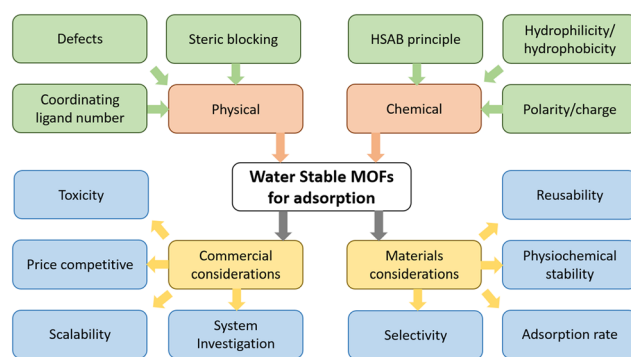 Defects
Steric blocking
HSAB principle
Hydrophilicity/
hydrophobicity
Coordinating
ligand number
Physical
Chemical
Polarity/charge
Water Stable MOFs
for adsorption
Toxicity
Reusability
Price competitive
Commercial
considerations
Materials
considerations
Physiochemical
stability
Scalability
System
Investigation
Selectivity
Adsorption rate